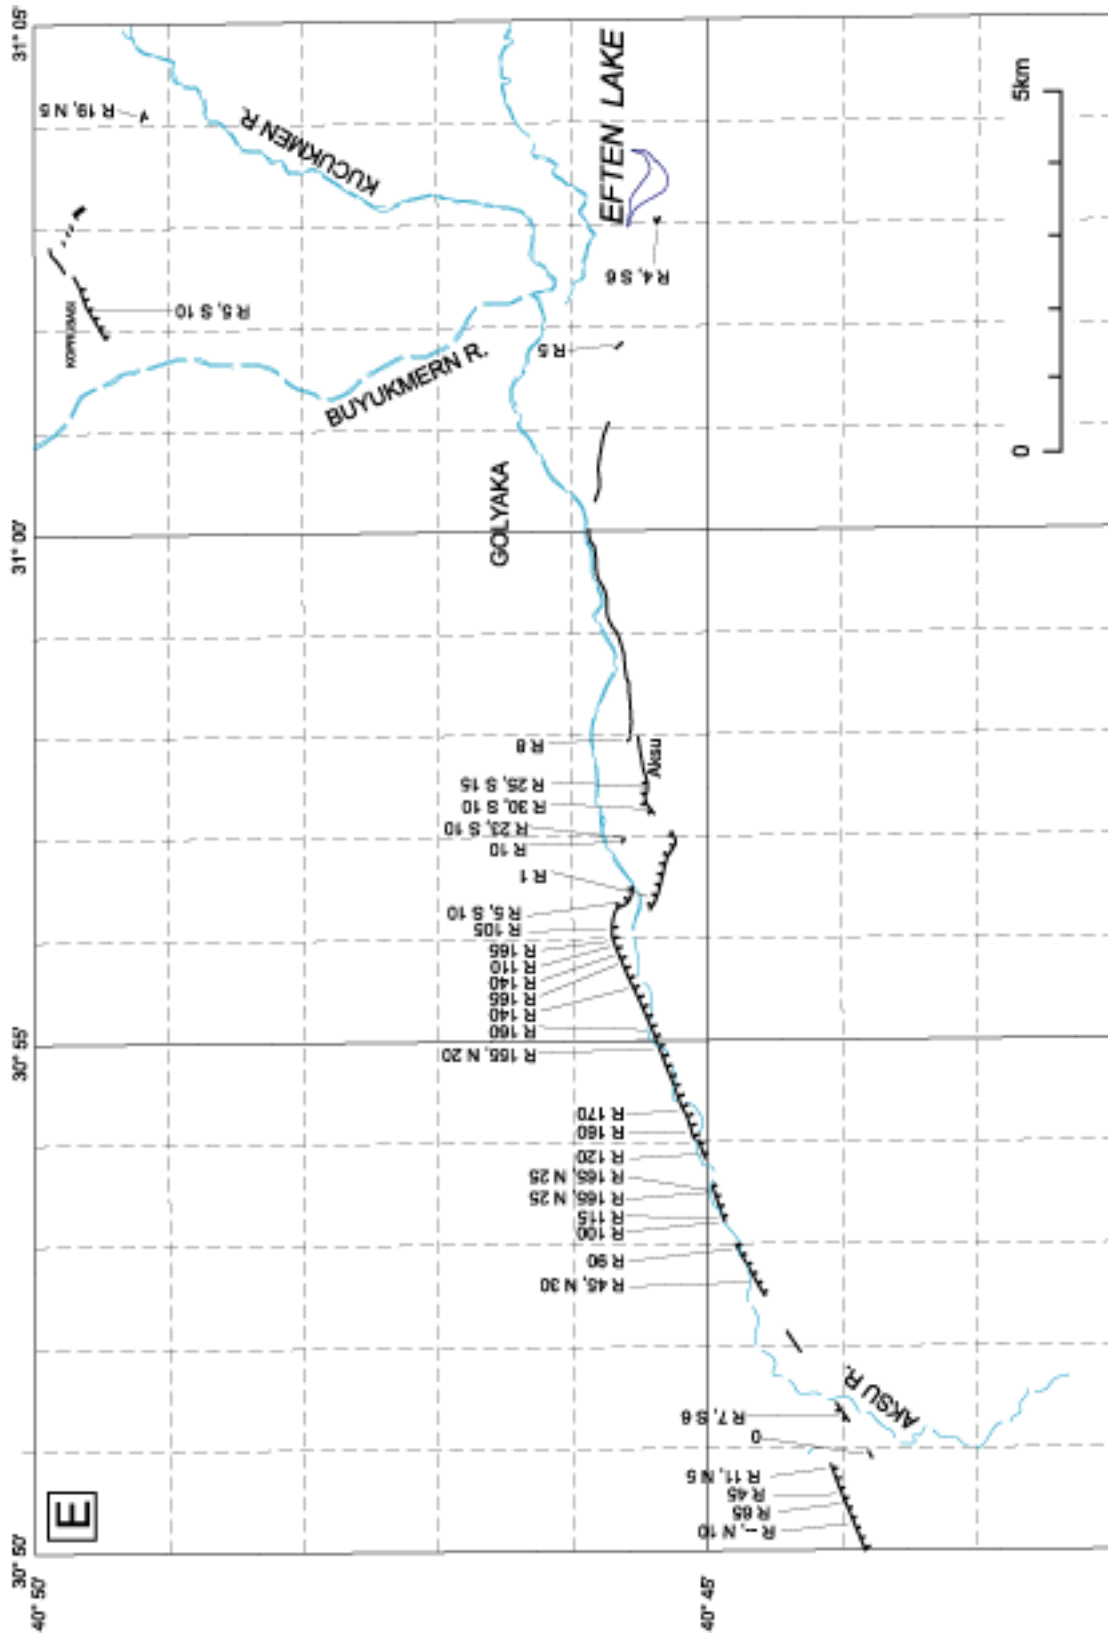 E
30° 50'
30° 55'
31° 00'
31° 05'
40° 50'
40° 45'
KOPRUBASI
R 5, S 10
R 19, N 5
KUCUKMEN R.
BUYUKMERN R.
GOLYAKA
EFTEN LAKE
R 4, S 6
R 5
R 8
Aksu
R 25, S 15
R 30, S 10
R 23, S 10
R 10
R 1
R 5, S 10
R 105
R 165
R 110
R 140
R 165
R 140
R 160
R 155, N 20
R 170
R 160
R 120
R 165, N 25
R 165, N 25
R 115
R 100
R 90
R 45, N 30
AKSU R.
R 7, S 6
0
R 11, N 5
R 45
R 65
R --, N 10
0
5km